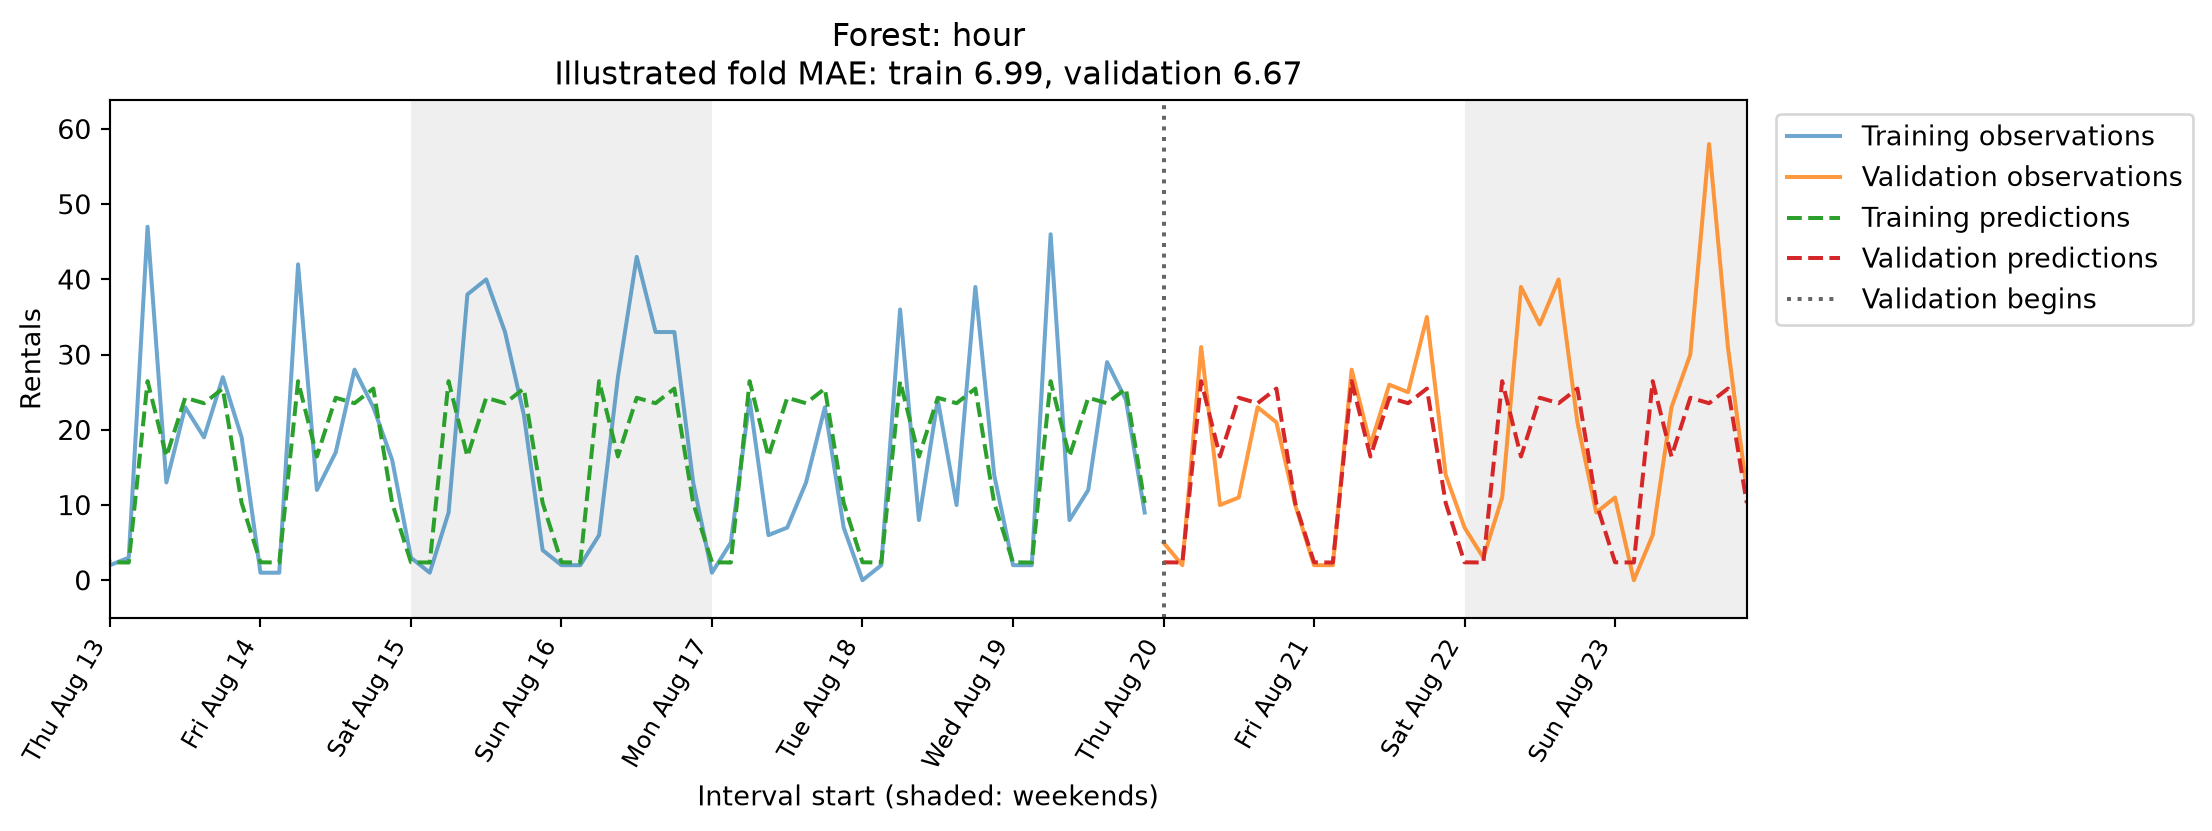 Forest: hour
Illustrated fold MAE: train 6.99, validation 6.67
60
50
40
30
20
10
0
Rentals
Thu Aug 13
Fri Aug 14
Sat Aug 15
Sun Aug 16
Mon Aug 17
Tue Aug 18
Wed Aug 19
Thu Aug 20
Fri Aug 21
Sat Aug 22
Sun Aug 23
Interval start (shaded: weekends)
Training observations
Validation observations
Training predictions
Validation predictions
Validation begins